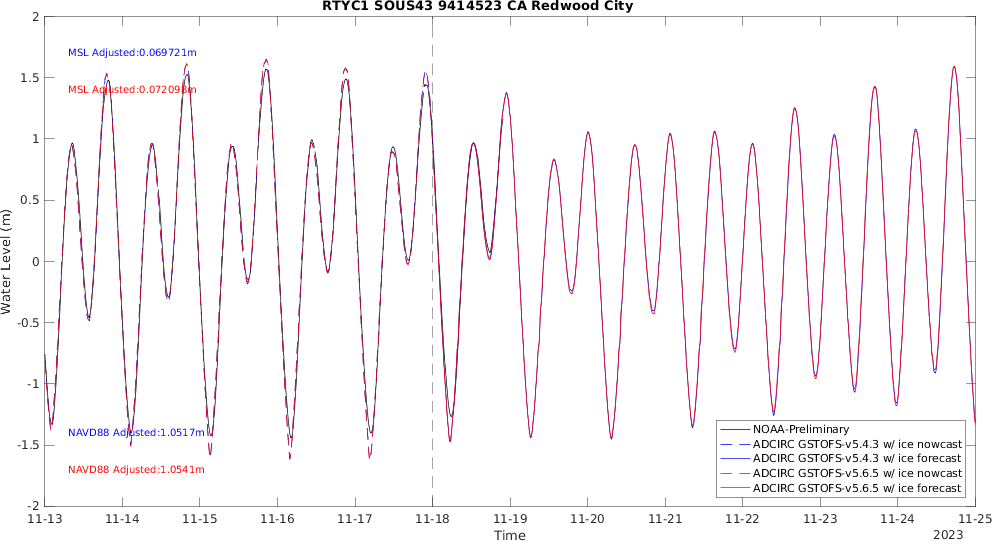 RTYC1 SOUS43 9414523 CA Redwood City
2
1.5
1
0.5
0
-0.5
-1
-1.5
-2
Water Level (m)
MSL Adjusted:0.069721m
MSL Adjusted:0.072098m
NAVD88 Adjusted:1.0517m
NAVD88 Adjusted:1.0541m
NOAA-Preliminary
ADCIRC GSTOFS-v5.4.3 w/ ice nowcast
ADCIRC GSTOFS-v5.4.3 w/ ice forecast
ADCIRC GSTOFS-v5.6.5 w/ ice nowcast
ADCIRC GSTOFS-v5.6.5 w/ ice forecast
11-13 11-14 11-15 11-16 11-17 11-18 11-19 11-20 11-21 11-22 11-23 11-24 11-25
Time
2023